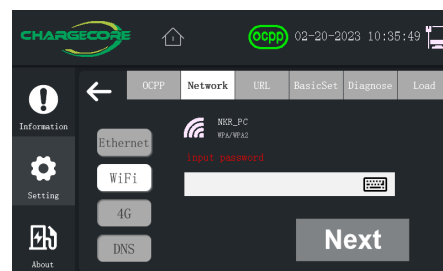 CHARGECORE
ocpp 02-20-2023 10:35:49
OCPP Network URL BasicSet Diagnose Load
Information
Setting
About
Ethernet
WiFi
4G
DNS
NKR_PC
WPA/WPA2
input password
Next